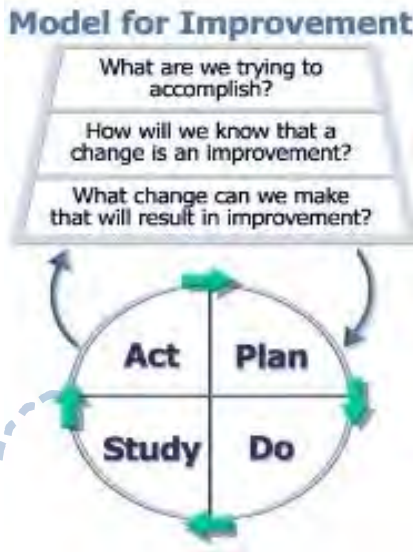 Model for Improvement
What are we trying to
accomplish?
How will we know that a
change is an improvement?
What change can we make
that will result in improvement?
Act
Plan
Study
Do